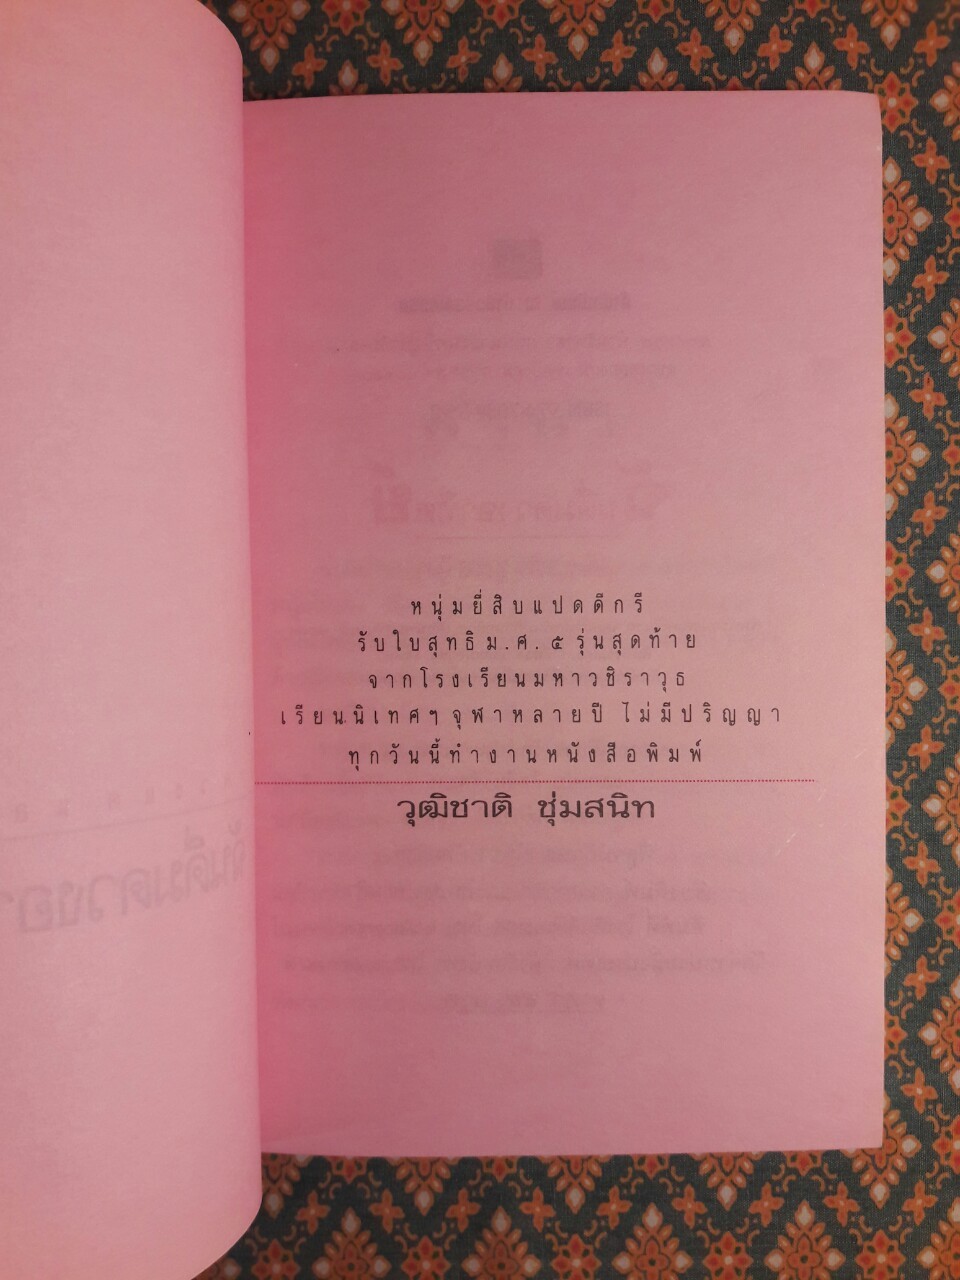 หนุ่มยี่สิบแปดดีกรี
รับใบสุทธิม.ศ.๕ รุ่นสุดท้าย
จากโรงเรียนมหาวชิราวุธ
เรียนนิเทศฯ จุฬาหลายปี ไม่มีปริญญา
ทุกวันนี้ทำงานหนังสือพิมพ์
วุฒิชาติ ชุ่มสนิท